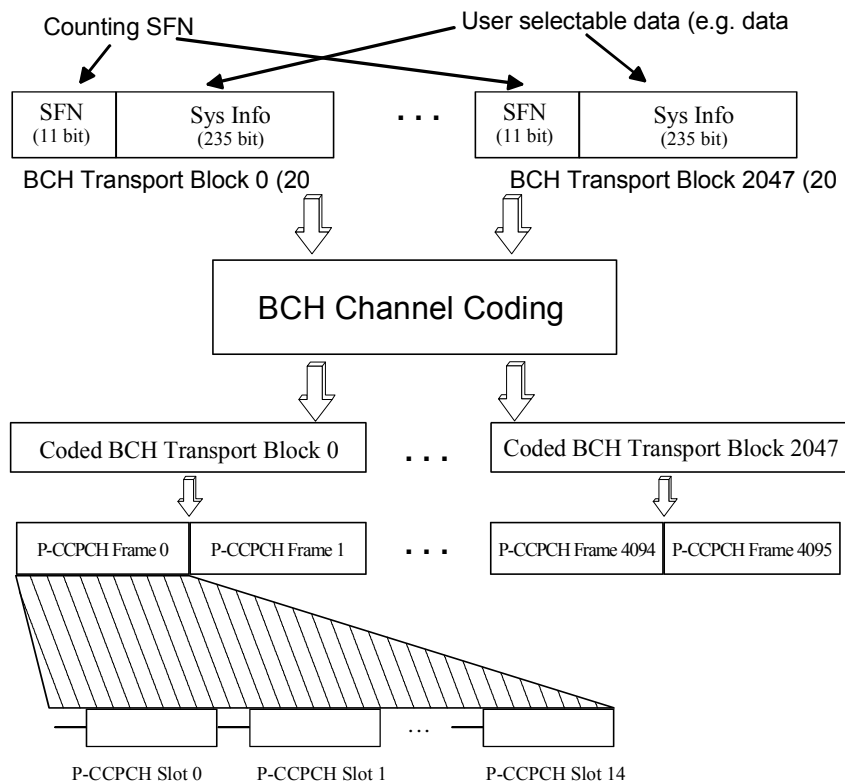 Counting SFN
User selectable data (e.g. data
SFN
(11 bit)
Sys Info
(235 bit)
. . .
SFN
(11 bit)
Sys Info
(235 bit)
BCH Transport Block 0 (20
BCH Transport Block 2047 (20
BCH Channel Coding
Coded BCH Transport Block 0
. . .
Coded BCH Transport Block 2047
P-CCPCH Frame 0
P-CCPCH Frame 1
. . .
P-CCPCH Frame 4094
P-CCPCH Frame 4095
...
P-CCPCH Slot 0
P-CCPCH Slot 1
P-CCPCH Slot 14